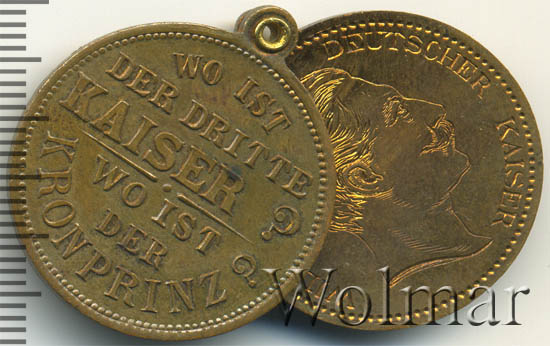 WO IST
DER DRITTE
KAISER ?
WO IST
DER
KRONPRINZ ?
DEUTSCHER KAISER
Wolmar